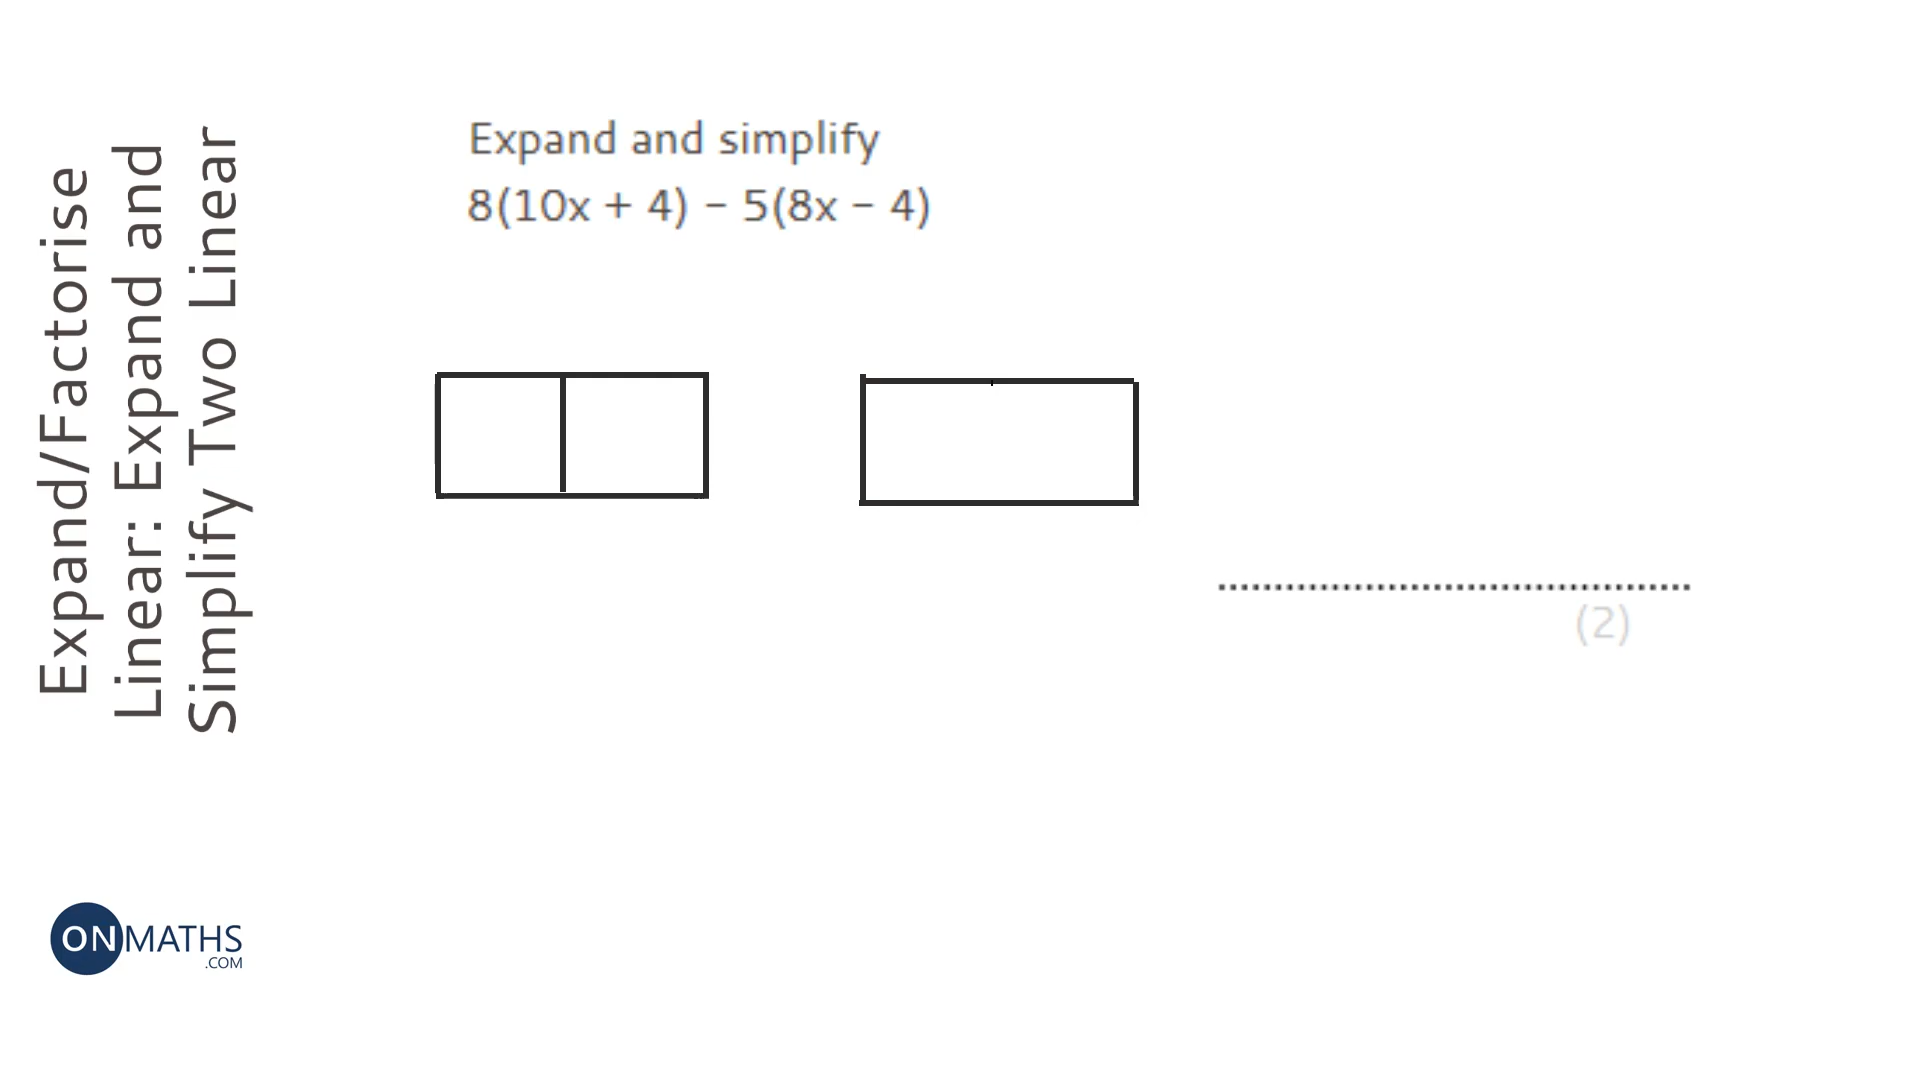 Expand/Factorise
Linear: Expand and
Simplify Two Linear
Expand and simplify
8(10x + 4) − 5(8x − 4)
(2)
ONMATHS
.COM